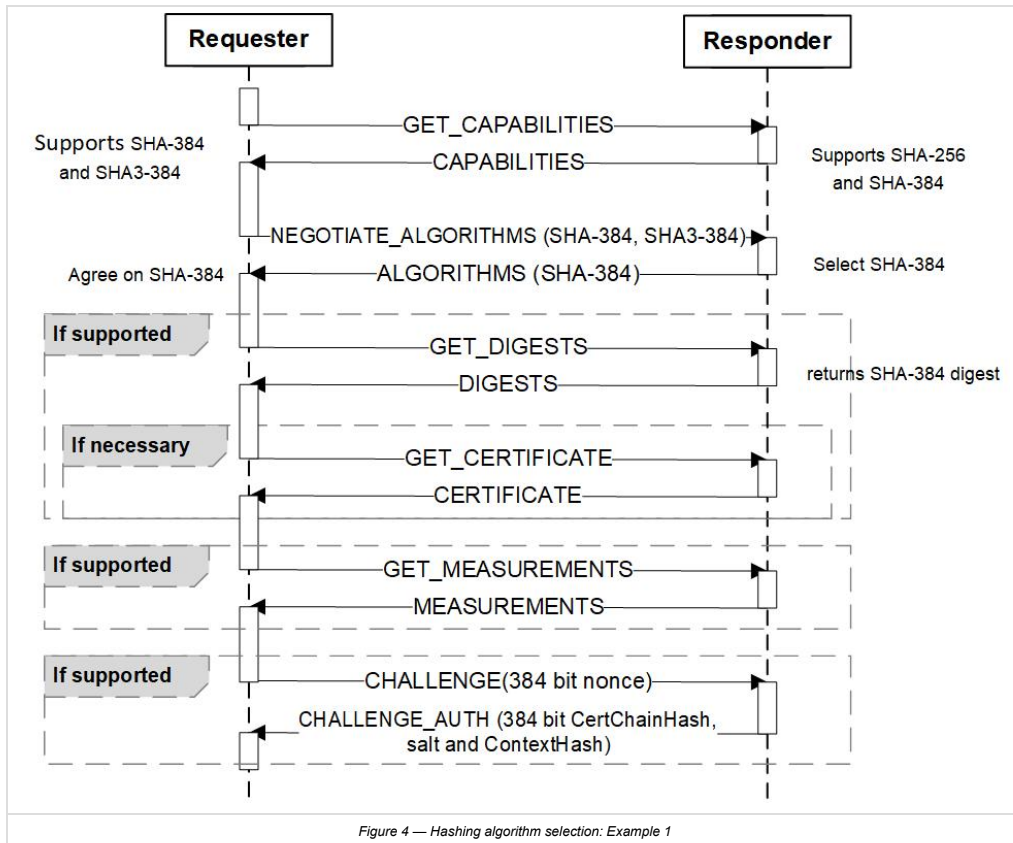 Requester
Responder
GET_CAPABILITIES
Supports SHA-384
and SHA3-384
CAPABILITIES
Supports SHA-256
and SHA-384
NEGOTIATE_ALGORITHMS (SHA-384, SHA3-384)
Agree on SHA-384
ALGORITHMS (SHA-384)
Select SHA-384
If supported
GET_DIGESTS
DIGESTS
returns SHA-384 digest
If necessary
GET_CERTIFICATE
CERTIFICATE
If supported
GET_MEASUREMENTS
MEASUREMENTS
If supported
CHALLENGE(384 bit nonce)
CHALLENGE_AUTH (384 bit CertChainHash,
salt and ContextHash)
Figure 4 — Hashing algorithm selection: Example 1